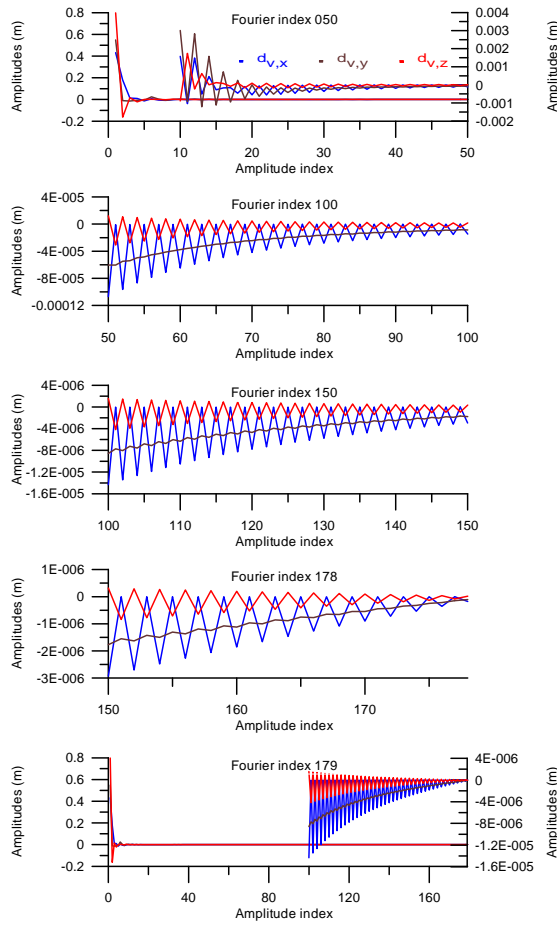 Fourier index 050
Amplitudes (m)
0.8
0.6
0.4
0.2
0
-0.2
0.004
0.003
0.002
0.001
0
-0.001
-0.002
Amplitudes (m)
d v,x
d v,y
d v,z
0 10 20 30 40 50
Amplitude index
Fourier index 100
Amplitudes (m)
4E-005
0
-4E-005
-8E-005
-0.00012
50 60 70 80 90 100
Amplitude index
Fourier index 150
Amplitudes (m)
4E-006
0
-4E-006
-8E-006
-1.2E-005
-1.6E-005
100 110 120 130 140 150
Amplitude index
Fourier index 178
Amplitudes (m)
1E-006
0
-1E-006
-2E-006
-3E-006
150 160 170
Amplitude index
Fourier index 179
Amplitudes (m)
0.8
0.6
0.4
0.2
0
-0.2
4E-006
0
-4E-006
-8E-006
-1.2E-005
-1.6E-005
Amplitudes (m)
0 40 80 120 160
Amplitude index